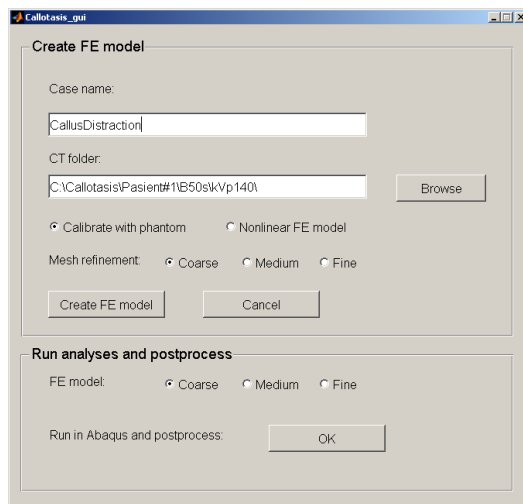 Callotasis_gui
Create FE model
Case name:
CallusDistraction
CT folder:
C:\Callotasis\Pasient#1\B50s\kVp140\
Browse
Calibrate with phantom Nonlinear FE model
Mesh refinement: Coarse Medium Fine
Create FE model Cancel
Run analyses and postprocess
FE model: Coarse Medium Fine
Run in Abaqus and postprocess: OK